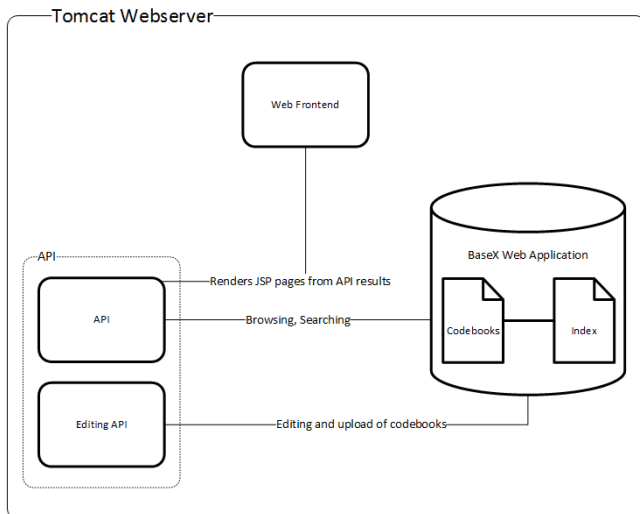 Tomcat Webserver
Web Frontend
BaseX Web Application
API
Renders JSP pages from API results
API
Browsing, Searching
Codebooks
Index
Editing API
Editing and upload of codebooks